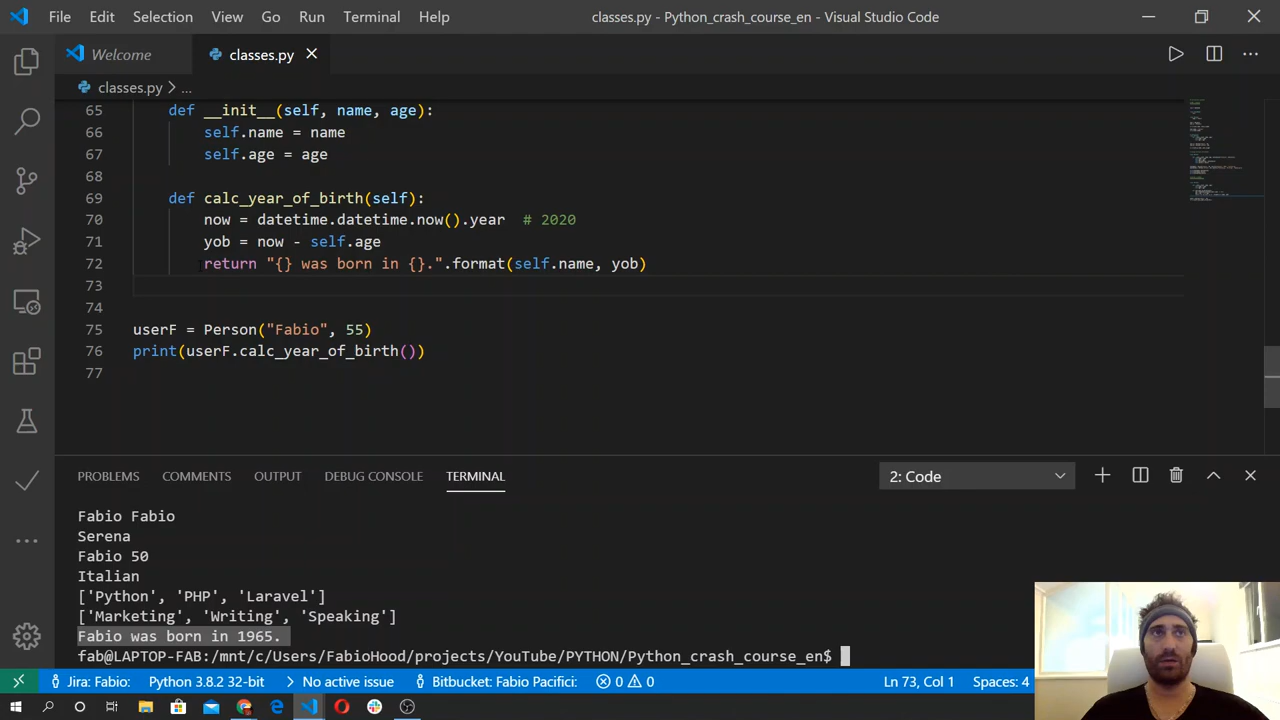 File Edit Selection View Go Run Terminal Help classes.py - Python_crash_course_en - Visual Studio Code
Welcome classes.py
classes.py > ...
65 def __init__(self, name, age):
66 self.name = name
67 self.age = age
68
69 def calc_year_of_birth(self):
70 now = datetime.datetime.now().year # 2020
71 yob = now - self.age
72 return "{} was born in {}.".format(self.name, yob)
73
74
75 userF = Person("Fabio", 55)
76 print(userF.calc_year_of_birth())
77
PROBLEMS COMMENTS OUTPUT DEBUG CONSOLE TERMINAL 2: Code
Fabio Fabio
Serena
Fabio 50
Italian
['Python', 'PHP', 'Laravel']
['Marketing', 'Writing', 'Speaking']
Fabio was born in 1965.
fab@LAPTOP-FAB:/mnt/c/Users/FabioHood/projects/YouTube/PYTHON/Python_crash_course_en$
Jira: Fabio: Python 3.8.2 32-bit No active issue Bitbucket: Fabio Pacifici: 0 0 Ln 73, Col 1 Spaces: 4